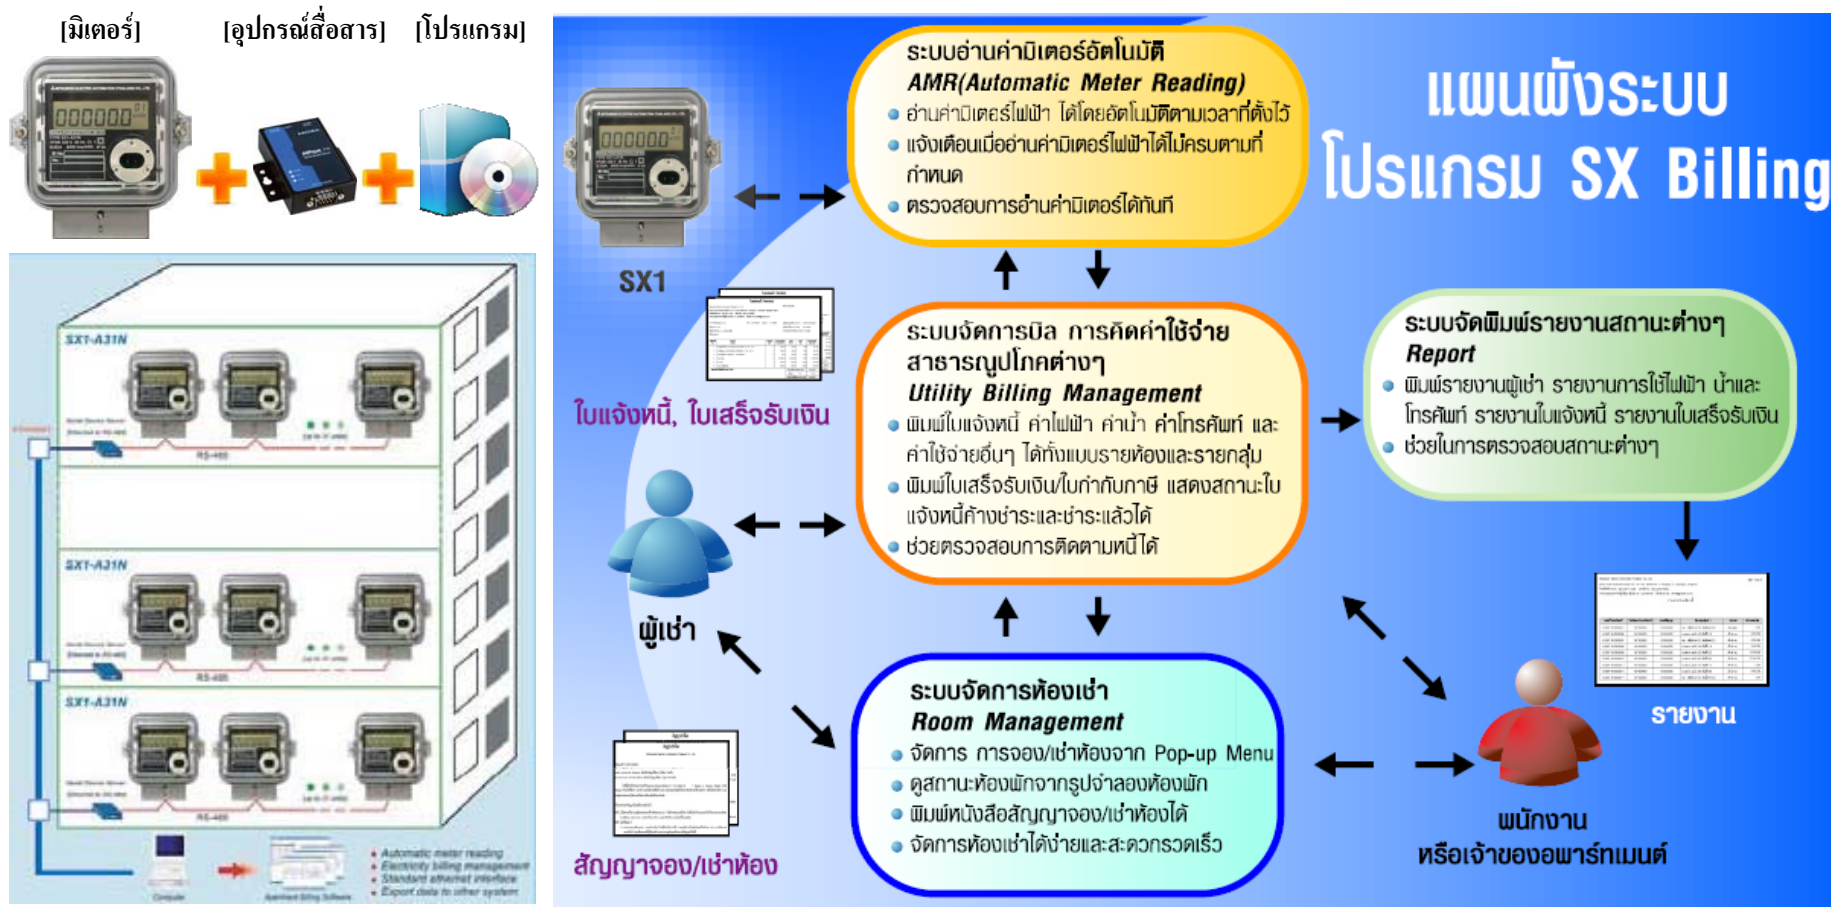 [มิเตอร์]
[อุปกรณ์สื่อสาร]
[โปรแกรม]
SX1-A31N
RS-485
SX1-A31N
RS-485
SX1-A31N
RS-485
Computer
Apartment Billing Software
Automatic meter reading
Electricity billing management
Standard ethernet interface
Export data to other system
แผนผังระบบ
โปรแกรม SX Billing
SX1
ระบบอ่านค่ามิเตอร์อัตโนมัติ
AMR(Automatic Meter Reading)
อ่านค่ามิเตอร์ไฟฟ้า ได้โดยอัตโนมัติตามเวลาที่ตั้งไว้
แจ้งเตือนเมื่ออ่านค่ามิเตอร์ไฟฟ้าได้ไม่ครบตามที่
กำหนด
ตรวจสอบการอ่านค่ามิเตอร์ได้ทันที
ใบแจ้งหนี้, ใบเสร็จรับเงิน
ระบบจัดการบิล การคิดค่าใช้จ่าย
สาธารณูปโภคต่างๆ
Utility Billing Management
พิมพ์ใบแจ้งหนี้ ค่าไฟฟ้า ค่าน้ำ ค่าโทรศัพท์ และ
ค่าใช้จ่ายอื่นๆ ได้ทั้งแบบรายห้องและรายกลุ่ม
พิมพ์ใบเสร็จรับเงิน/ใบกำกับภาษี แสดงสถานะใบ
แจ้งหนี้ค้างชำระและชำระแล้วได้
ช่วยตรวจสอบการติดตามหนี้ได้
ระบบจัดพิมพ์รายงานสถานะต่างๆ
Report
พิมพ์รายงานผู้เช่า รายงานการใช้ไฟฟ้า น้ำและ
โทรศัพท์ รายงานใบแจ้งหนี้ รายงานใบเสร็จรับเงิน
ช่วยในการตรวจสอบสถานะต่างๆ
ผู้เช่า
รายงาน
ระบบจัดการห้องเช่า
Room Management
จัดการ การจอง/เช่าห้องจาก Pop-up Menu
ดูสถานะห้องพักจากรูปจำลองห้องพัก
พิมพ์หนังสือสัญญาจอง/เช่าห้องได้
จัดการห้องเช่าได้ง่ายและสะดวกรวดเร็ว
สัญญาจอง/เช่าห้อง
พนักงาน
หรือเจ้าของอพาร์ทเมนต์